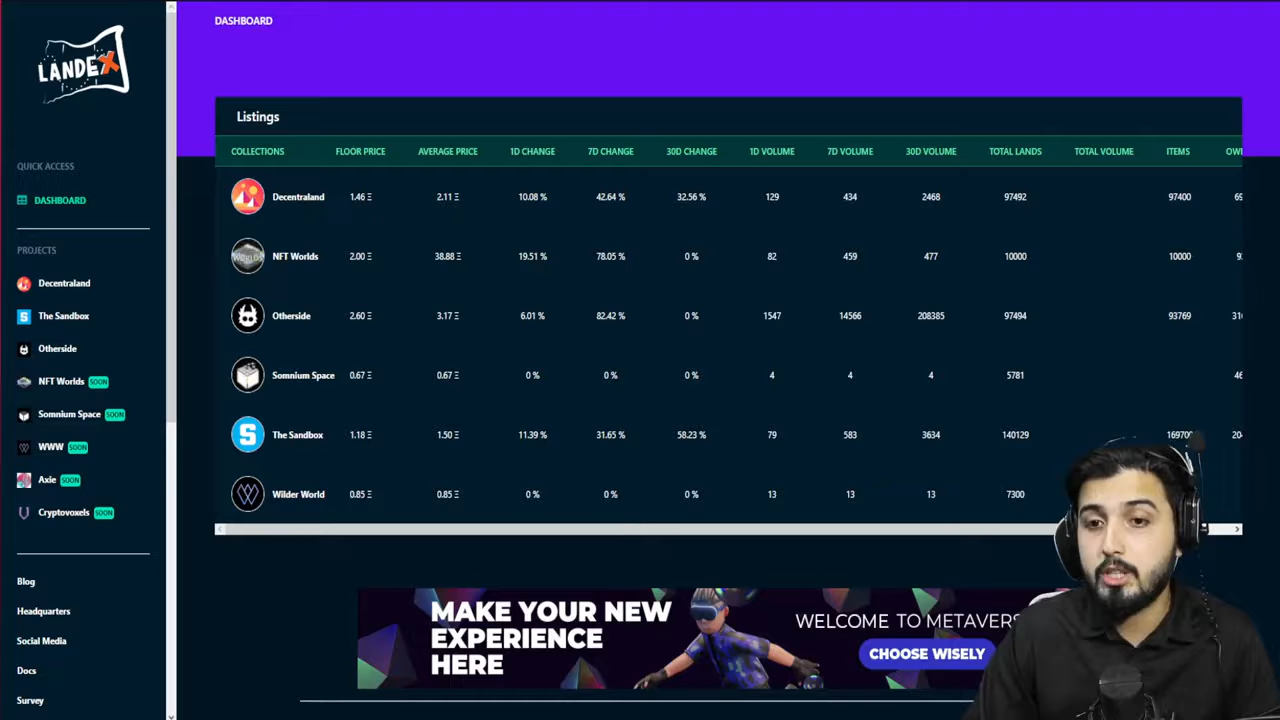 LANDEX
DASHBOARD
QUICK ACCESS
DASHBOARD
PROJECTS
Decentraland
The Sandbox
Otherside
NFT Worlds SOON
Somnium Space SOON
WWW SOON
Axie SOON
Cryptovoxels SOON
Blog
Headquarters
Social Media
Docs
Survey
Listings
COLLECTIONS FLOOR PRICE AVERAGE PRICE 1D CHANGE 7D CHANGE 30D CHANGE 1D VOLUME 7D VOLUME 30D VOLUME TOTAL LANDS TOTAL VOLUME ITEMS OW
Decentraland 1.46 Ξ 2.11 Ξ 10.08 % 42.64 % 32.56 % 129 434 2468 97492 97400 69
NFT Worlds 2.00 Ξ 38.88 Ξ 19.51 % 78.05 % 0 % 82 459 477 10000 10000
Otherside 2.60 Ξ 3.17 Ξ 6.01 % 82.42 % 0 % 1547 14566 208385 97494 93769
Somnium Space 0.67 Ξ 0.67 Ξ 0 % 0 % 0 % 4 4 4 5781 46
S The Sandbox 1.18 Ξ 1.50 Ξ 11.39 % 31.65 % 58.23 % 79 583 3634 140129 169700
Wilder World 0.85 Ξ 0.85 Ξ 0 % 0 % 0 % 13 13 13 7300
MAKE YOUR NEW
EXPERIENCE
HERE
WELCOME TO METAVERS
CHOOSE WISELY